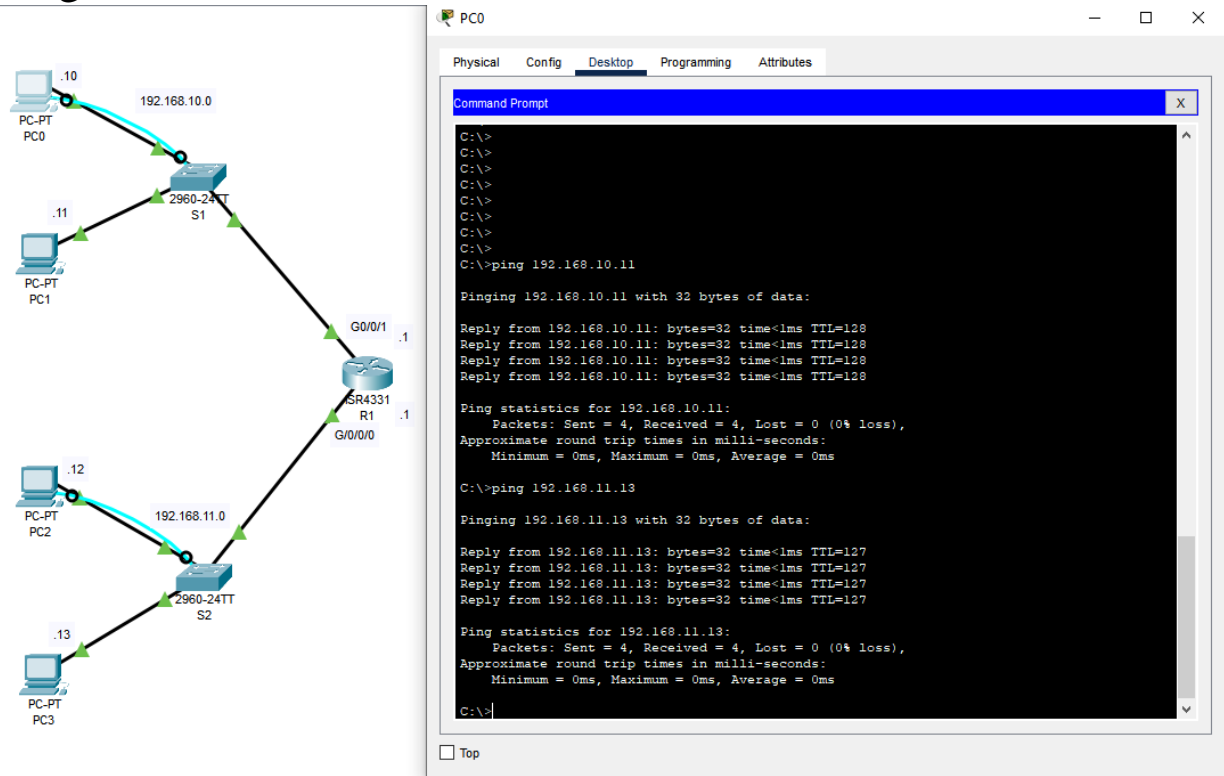 PC0
Physical Config Desktop Programming Attributes
Command Prompt
X
C:\>
C:\>
C:\>
C:\>
C:\>
C:\>
C:\>
C:\>
C:\>ping 192.168.10.11
Pinging 192.168.10.11 with 32 bytes of data:
Reply from 192.168.10.11: bytes=32 time<1ms TTL=128
Reply from 192.168.10.11: bytes=32 time<1ms TTL=128
Reply from 192.168.10.11: bytes=32 time<1ms TTL=128
Reply from 192.168.10.11: bytes=32 time<1ms TTL=128
Ping statistics for 192.168.10.11:
Packets: Sent = 4, Received = 4, Lost = 0 (0% loss),
Approximate round trip times in milli-seconds:
Minimum = 0ms, Maximum = 0ms, Average = 0ms
C:\>ping 192.168.11.13
Pinging 192.168.11.13 with 32 bytes of data:
Reply from 192.168.11.13: bytes=32 time<1ms TTL=127
Reply from 192.168.11.13: bytes=32 time<1ms TTL=127
Reply from 192.168.11.13: bytes=32 time<1ms TTL=127
Reply from 192.168.11.13: bytes=32 time<1ms TTL=127
Ping statistics for 192.168.11.13:
Packets: Sent = 4, Received = 4, Lost = 0 (0% loss),
Approximate round trip times in milli-seconds:
Minimum = 0ms, Maximum = 0ms, Average = 0ms
C:\>
Top
.10
192.168.10.0
PC-PT
PC0
2960-24TT
S1
.11
PC-PT
PC1
G0/0/1
.1
ISR4331
R1
.1
G/0/0/0
.12
PC-PT
PC2
192.168.11.0
2960-24TT
S2
.13
PC-PT
PC3